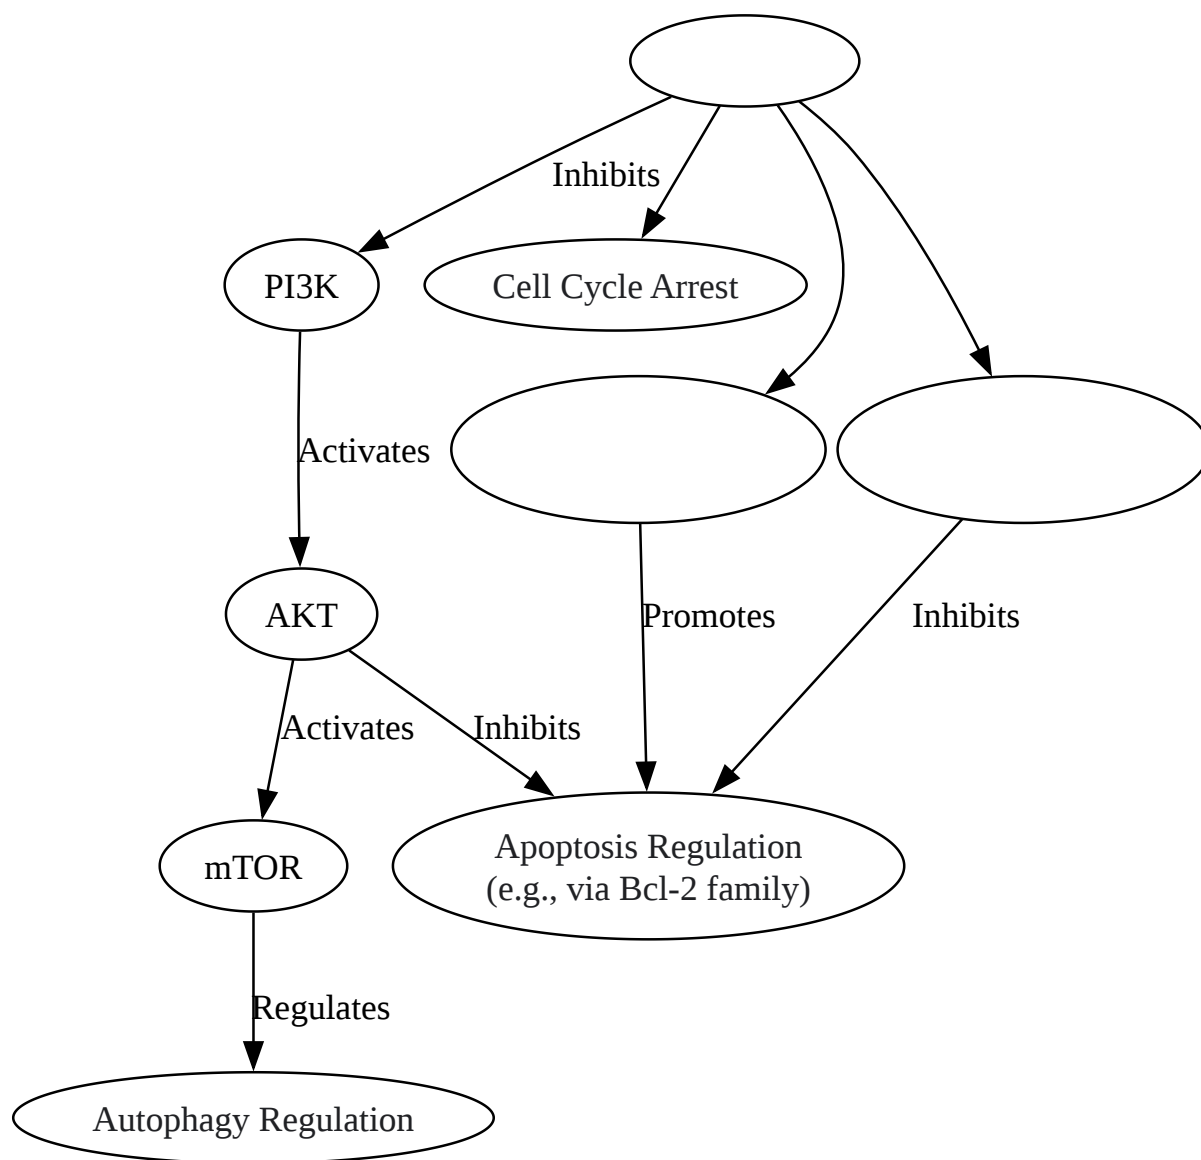 Inhibits
PI3K
Cell Cycle Arrest
Activates
AKT
Promotes
Inhibits
Activates
Inhibits
mTOR
Apoptosis Regulation
(e.g., via Bcl-2 family)
Regulates
Autophagy Regulation